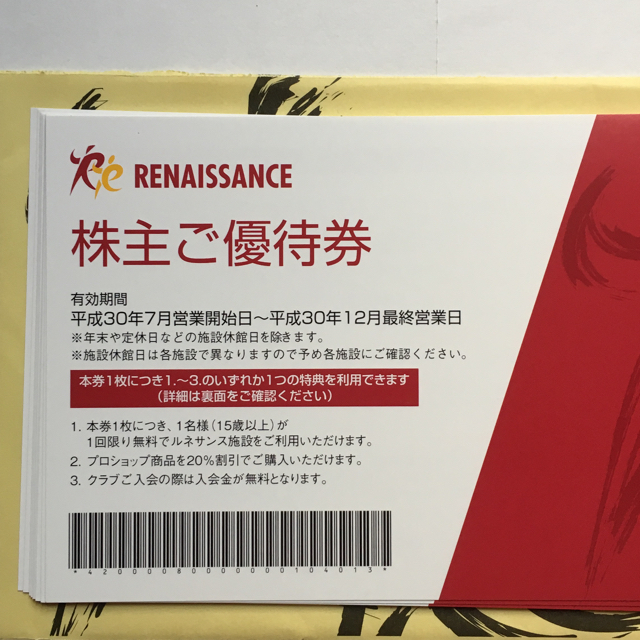 RENAISSANCE
株主ご優待券
有効期間
平成30年7月営業開始日～平成30年12月最終営業日
※年末や定休日などの施設休館日を除きます。
※施設休館日は各施設で異なりますので予め各施設にご確認ください。
本券1枚につき1.～3.のいずれか1つの特典を利用できます
（詳細は裏面をご確認ください）
1. 本券1枚につき、1名様（15歳以上）が
1回限り無料でルネサンス施設をご利用いただけます。
2. プロショップ商品を20%割引でご購入いただけます。
3. クラブご入会の際は入会金が無料となります。
*4200008000000104013*